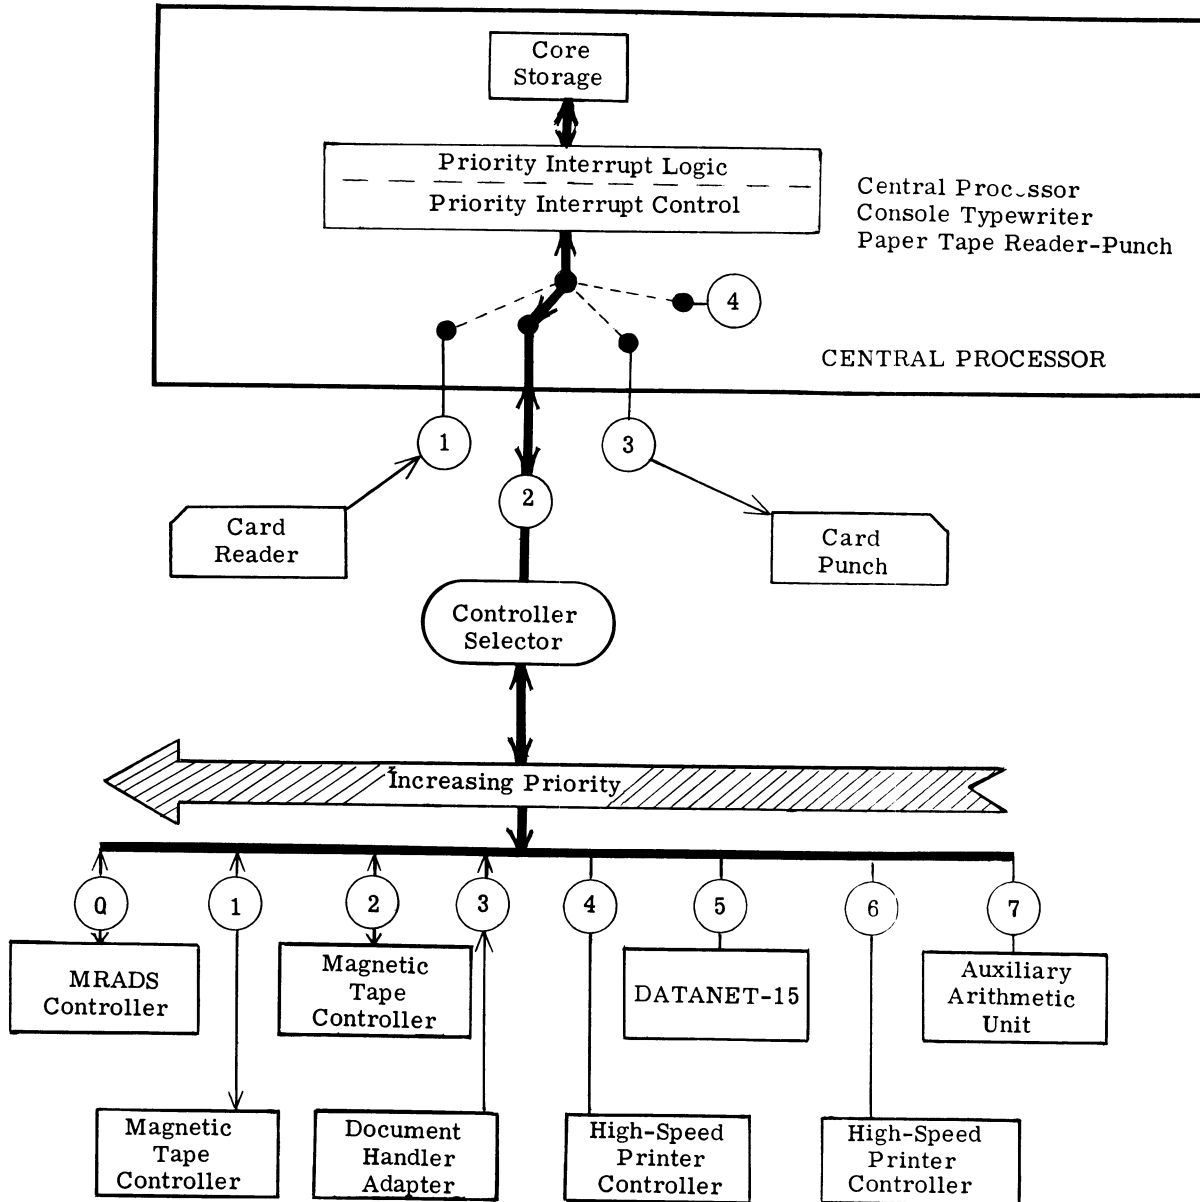 Core
Storage
Priority Interrupt Logic
Priority Interrupt Control
Central Processor
Console Typewriter
Paper Tape Reader-Punch
4
CENTRAL PROCESSOR
1
3
2
Card
Reader
Card
Punch
Controller
Selector
Increasing Priority
0
1
2
3
4
5
6
7
MRADS
Controller
Magnetic
Tape
Controller
DATANET-15
Auxiliary
Arithmetic
Unit
Magnetic
Tape
Controller
Document
Handler
Adapter
High-Speed
Printer
Controller
High-Speed
Printer
Controller